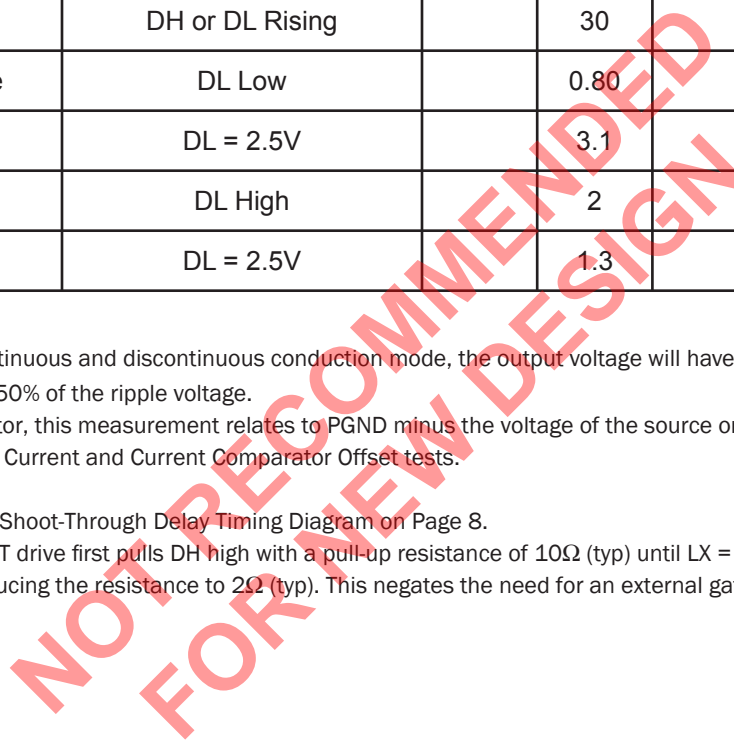 DH or DL Rising 30
e DL Low 0.80
DL = 2.5V 3.1
DL High 2
DL = 2.5V 1.3
tinuous and discontinuous conduction mode, the output voltage will have
50% of the ripple voltage.
tor, this measurement relates to PGND minus the voltage of the source or
Current and Current Comparator Offset tests.
Shoot-Through Delay Timing Diagram on Page 8.
T drive first pulls DH high with a pull-up resistance of 10Ω (typ) until LX =
ucing the resistance to 2Ω (typ). This negates the need for an external gat
NOT RECOMMENDED
FOR NEW DESIGN